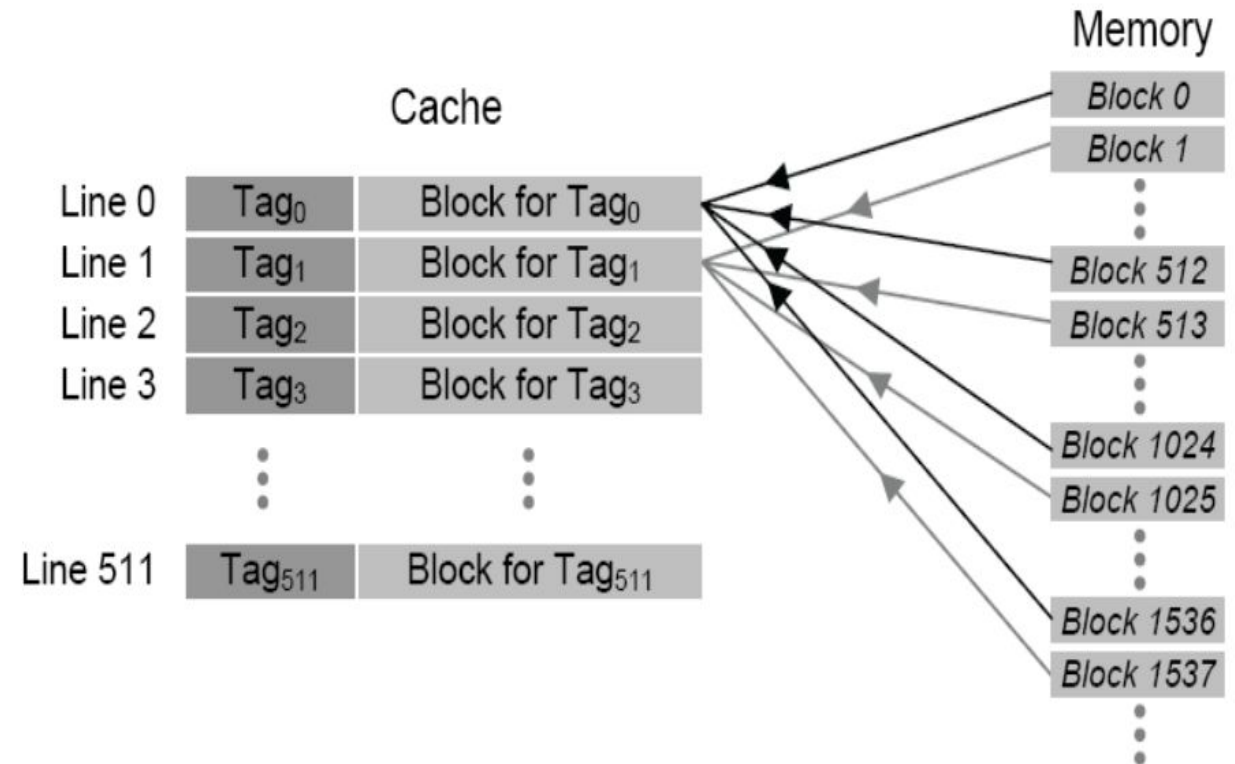 Memory
Cache
Block 0
Block 1
Line 0 Tag₀ Block for Tag₀
Line 1 Tag₁ Block for Tag₁
Block 512
Line 2 Tag₂ Block for Tag₂
Block 513
Line 3 Tag₃ Block for Tag₃
Block 1024
Block 1025
Line 511 Tag₅₁₁ Block for Tag₅₁₁
Block 1536
Block 1537